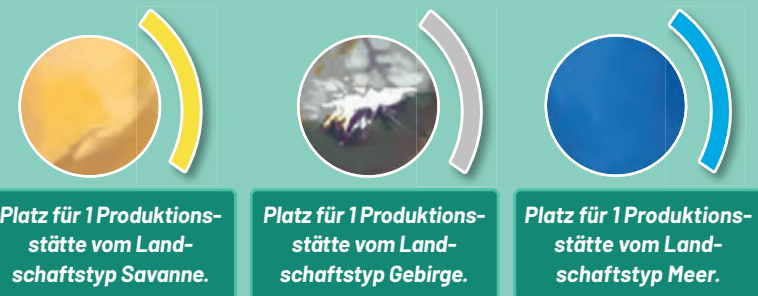 Platz für 1 Produktions-
stätte vom Land-
schaftstyp Savanne.
Platz für 1 Produktions-
stätte vom Land-
schaftstyp Gebirge.
Platz für 1 Produktions-
stätte vom Land-
schaftstyp Meer.